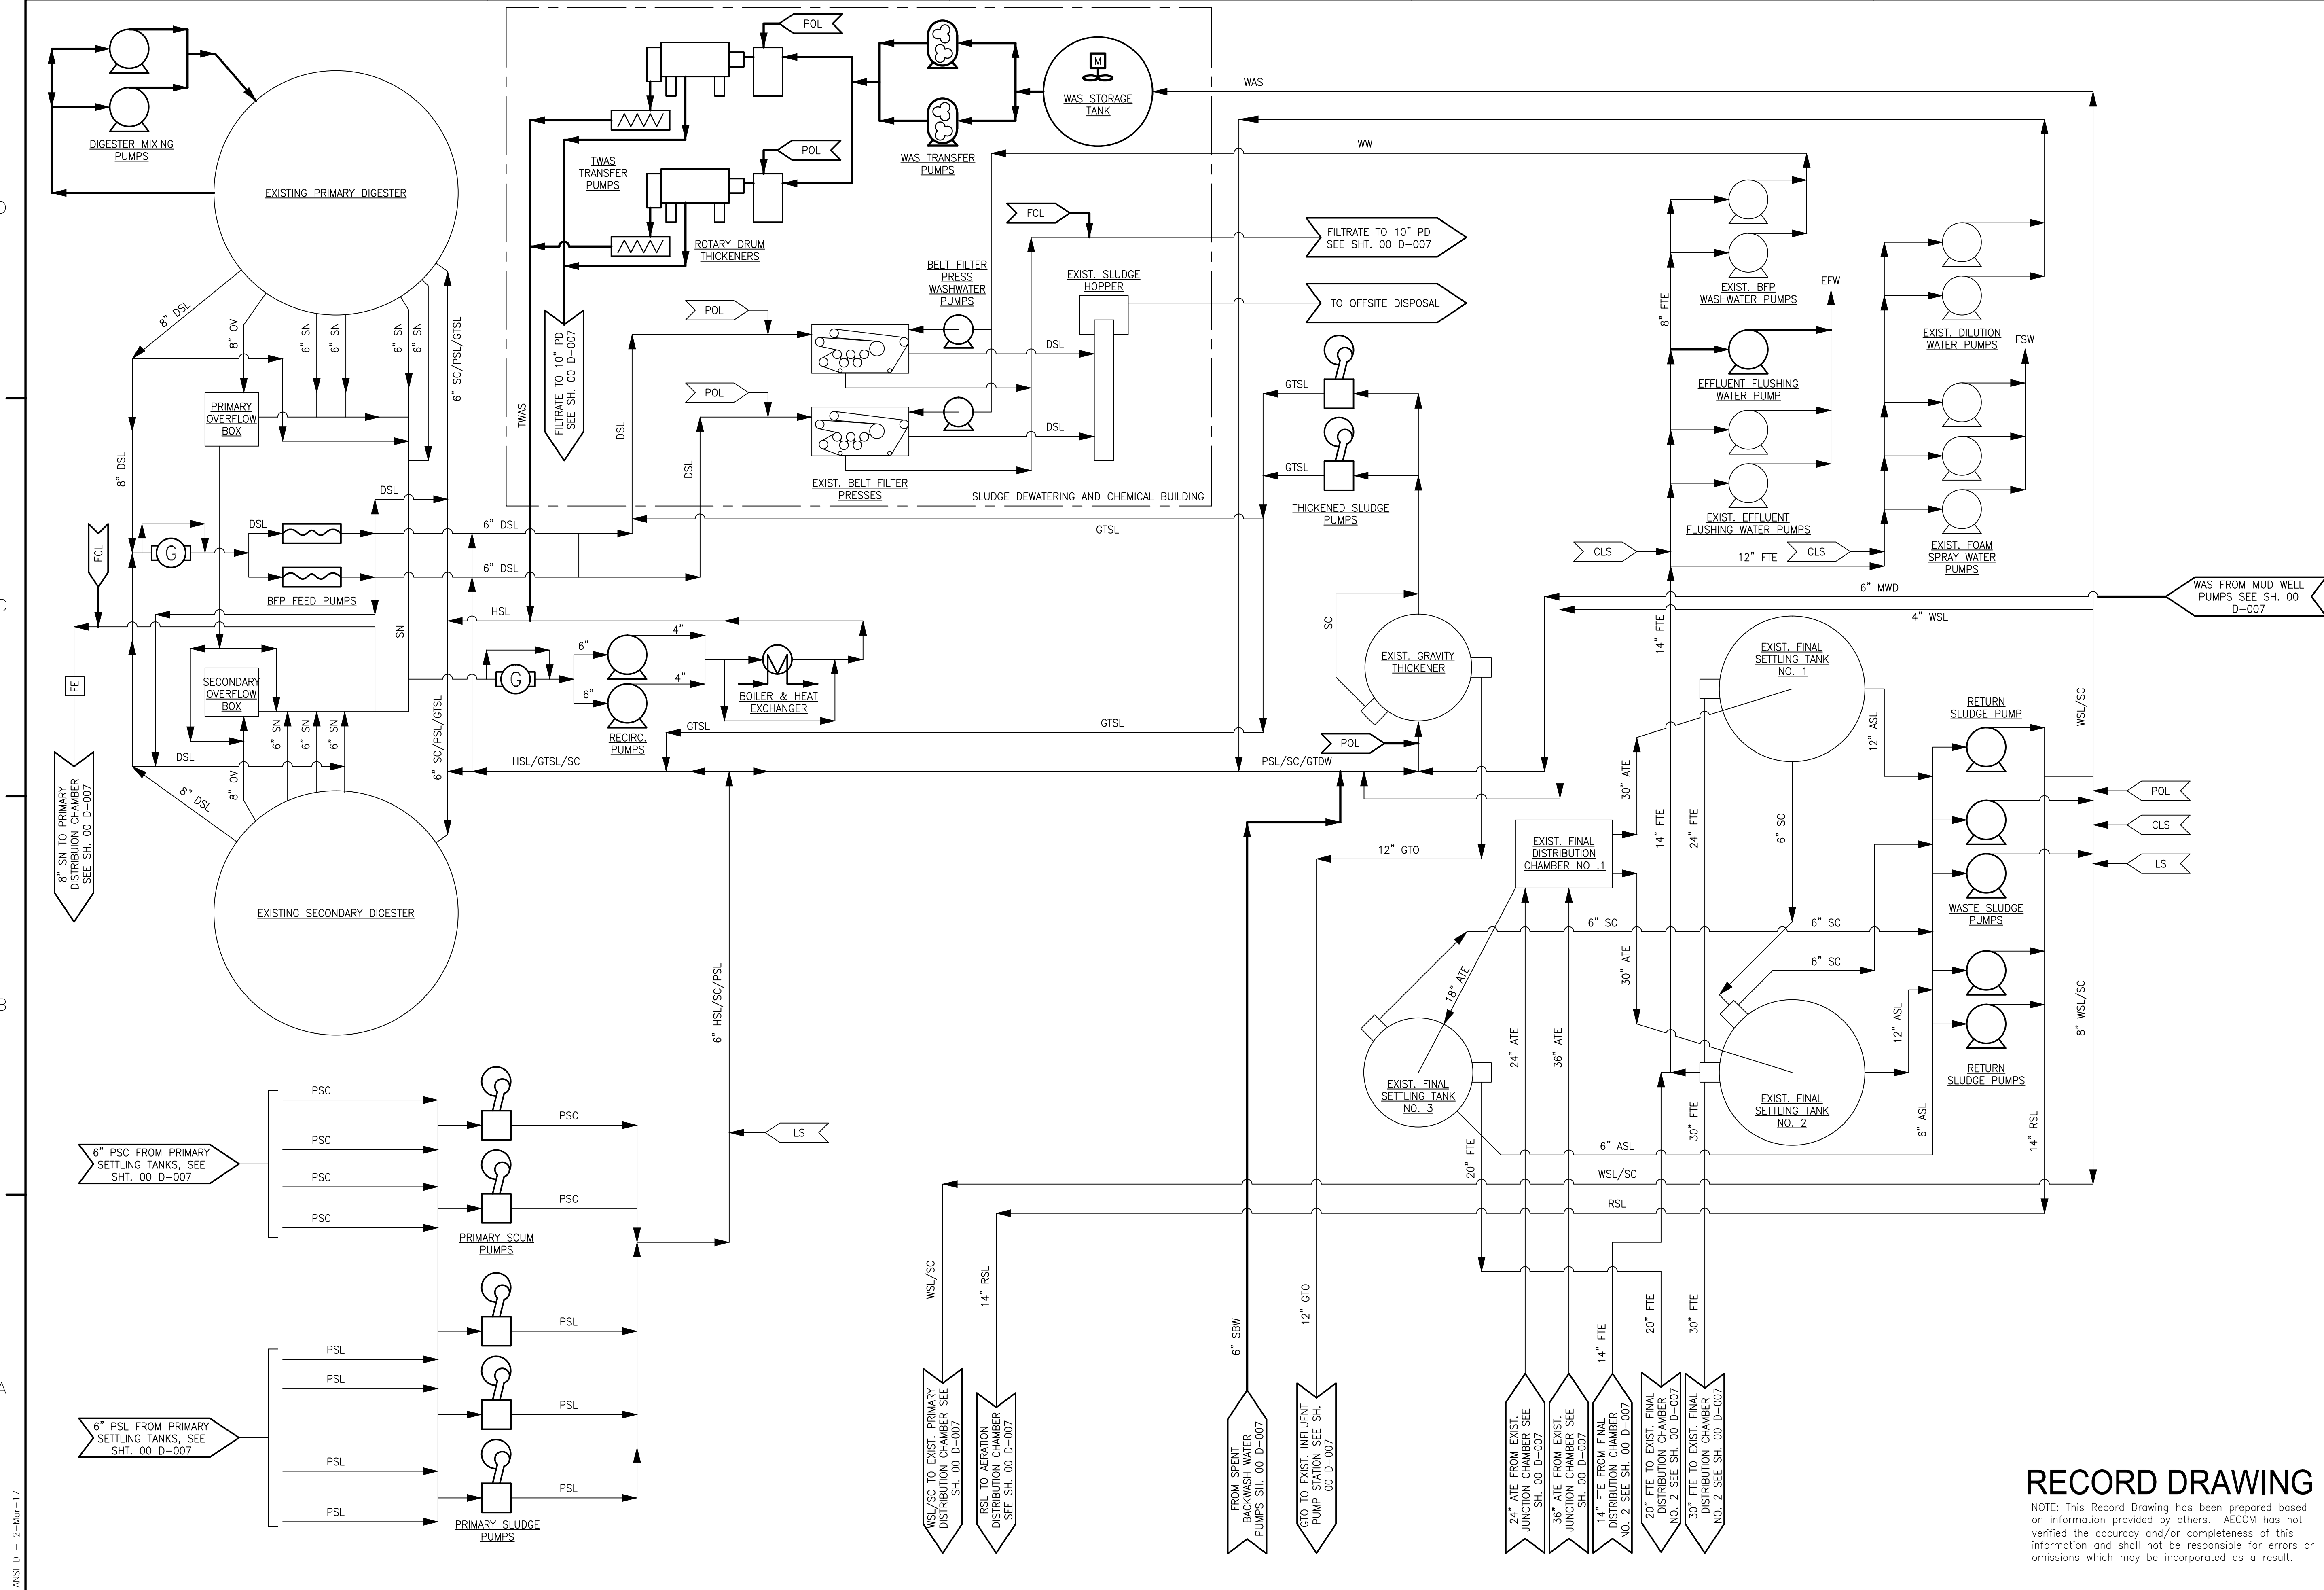 POL
M
WAS STORAGE
TANK
WAS
DIGESTER MIXING
PUMPS
EXISTING PRIMARY DIGESTER
TWAS
TRANSFER
PUMPS
POL
WAS TRANSFER
PUMPS
WW
ROTARY DRUM
THICKENERS
FCL
FILTRATE TO 10" PD
SEE SHT. 00 D-007
BELT FILTER
PRESS
WASHWATER
PUMPS
EXIST. SLUDGE
HOPPER
TO OFFSITE DISPOSAL
EXIST. BFP
WASHWATER PUMPS
EFW
EXIST. DILUTION
WATER PUMPS
FSW
8" FTE
EFFLUENT FLUSHING
WATER PUMP
EXIST. EFFLUENT
FLUSHING WATER PUMPS
EXIST. FOAM
SPRAY WATER
PUMPS
8" DSL
8" OV
6" SN
6" SN
6" SN
6" SN
6" SC/PSL/GTSL
TWAS
FILTRATE TO 10" PD
SEE SH. 00 D-007
POL
DSL
POL
DSL
DSL
DSL
EXIST. BELT FILTER
PRESSES
SLUDGE DEWATERING AND CHEMICAL BUILDING
GTSL
GTSL
THICKENED SLUDGE
PUMPS
PRIMARY
OVERFLOW
BOX
8" DSL
DSL
DSL
G
FCL
BFP FEED PUMPS
6" DSL
6" DSL
GTSL
CLS
12" FTE
CLS
6" MWD
4" WSL
WAS FROM MUD WELL
PUMPS SEE SH. 00
D-007
HSL
SN
FE
SECONDARY
OVERFLOW
BOX
G
6"
6"
4"
4"
RECIRC.
PUMPS
M
BOILER & HEAT
EXCHANGER
SC
EXIST. GRAVITY
THICKENER
14" FTE
EXIST. FINAL
SETTLING TANK
NO. 1
12" ASL
RETURN
SLUDGE PUMP
WSL/SC
GTSL
GTSL
POL
6" SN
6" SN
6" SN
DSL
8" OV
8" DSL
6" SC/PSL/GTSL
HSL/GTSL/SC
PSL/SC/GTDW
30" ATE
14" FTE
24" FTE
6" SC
POL
CLS
LS
8" SN TO PRIMARY
DISTRIBUION CHAMBER
SEE SH. 00 D-007
EXISTING SECONDARY DIGESTER
12" GTO
EXIST. FINAL
DISTRIBUTION
CHAMBER NO .1
WASTE SLUDGE
PUMPS
6" SC
6" SC
6" SC
30" ATE
18" ATE
6" HSL/SC/PSL
EXIST. FINAL
SETTLING TANK
NO. 3
24" ATE
36" ATE
EXIST. FINAL
SETTLING TANK
NO. 2
12" ASL
8" WSL/SC
RETURN
SLUDGE PUMPS
PSC
PSC
PSC
PSC
PSC
PSC
6" PSC FROM PRIMARY
SETTLING TANKS, SEE
SHT. 00 D-007
PRIMARY SCUM
PUMPS
LS
20" FTE
30" FTE
6" ASL
6" ASL
14" RSL
WSL/SC
RSL
PSL
PSL
PSL
PSL
PSL
PSL
PSL
6" PSL FROM PRIMARY
SETTLING TANKS, SEE
SHT. 00 D-007
PRIMARY SLUDGE
PUMPS
WSL/SC
14" RSL
6" SBW
12" GTO
14" FTE
20" FTE
30" FTE
WSL/SC TO EXIST. PRIMARY
DISTRIBUTION CHAMBER SEE
SH. 00 D-007
RSL TO AERATION
DISTRIBUTION CHAMBER
SEE SH. 00 D-007
FROM SPENT
BACKWASH WATER
PUMPS SH. 00 D-007
GTO TO EXIST. INFLUENT
PUMP STATION SEE SH.
00 D-007
24" ATE FROM EXIST.
JUNCTION CHAMBER SEE
SH. 00 D-007
36" ATE FROM EXIST.
JUNCTION CHAMBER SEE
SH. 00 D-007
14" FTE FROM FINAL
DISTRIBUTION CHAMBER
NO. 2 SEE SH. 00 D-007
20" FTE TO EXIST. FINAL
DISTRIBUTION CHAMBER
NO. 2 SEE SH. 00 D-007
30" FTE TO EXIST. FINAL
DISTRIBUTION CHAMBER
NO. 2 SEE SH. 00 D-007
RECORD DRAWING
NOTE: This Record Drawing has been prepared based
on information provided by others. AECOM has not
verified the accuracy and/or completeness of this
information and shall not be responsible for errors or
omissions which may be incorporated as a result.
ANSI D - 2-Mar-17